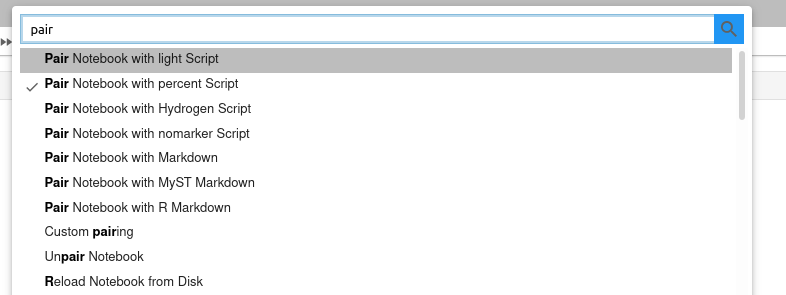 pair
Pair Notebook with light Script
Pair Notebook with percent Script
Pair Notebook with Hydrogen Script
Pair Notebook with nomarker Script
Pair Notebook with Markdown
Pair Notebook with MyST Markdown
Pair Notebook with R Markdown
Custom pairing
Unpair Notebook
Reload Notebook from Disk